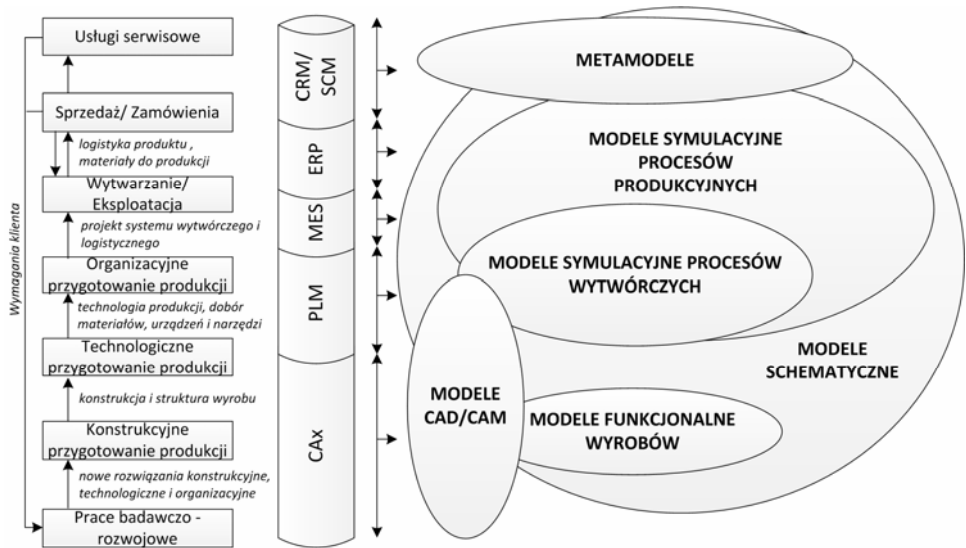 Usługi serwisowe
Sprzedaż/ Zamówienia
logistyka produktu ,
materiały do produkcji
Wytwarzanie/
Eksploatacja
projekt systemu wytwórczego i
logistycznego
Organizacyjne
przygotowanie produkcji
technologia produkcji, dobór
materiałów, urządzeń i narzędzi
Technologiczne
przygotowanie produkcji
konstrukcja i struktura wyrobu
Konstrukcyjne
przygotowanie produkcji
nowe rozwiązania konstrukcyjne,
technologiczne i organizacyjne
Prace badawczo -
rozwojowe
Wymagania klienta
CRM/
SCM
ERP
MES
PLM
CAx
METAMODELE
MODELE SYMULACYJNE
PROCESÓW
PRODUKCYJNYCH
MODELE SYMULACYJNE PROCESÓW
WYTWÓRCZYCH
MODELE
SCHEMATYCZNE
MODELE
CAD/CAM
MODELE FUNKCJONALNE
WYROBÓW